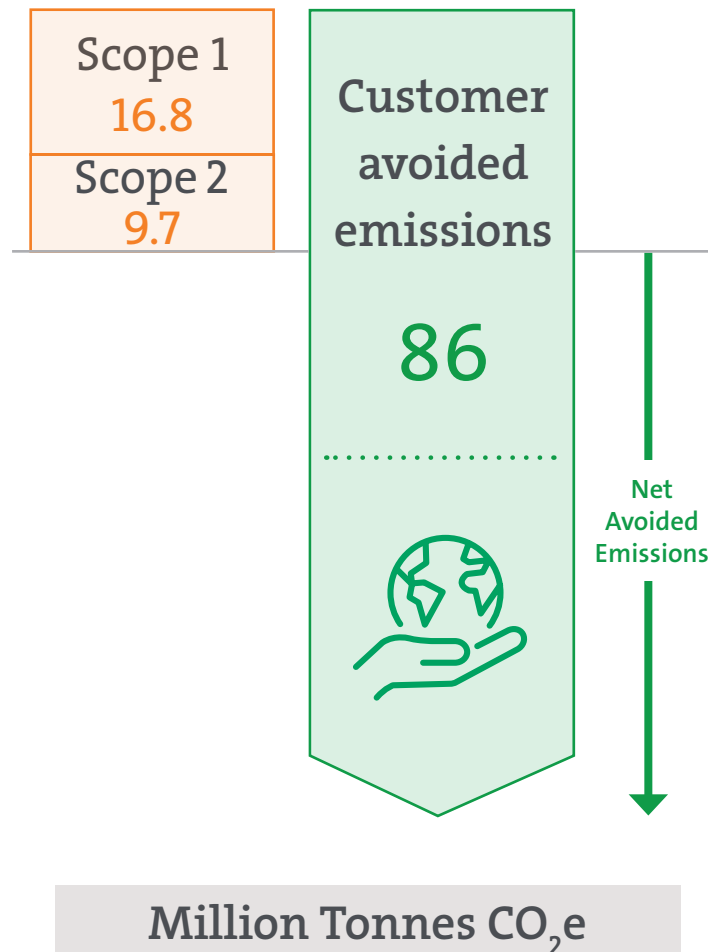 Scope 1
16.8
Scope 2
9.7
Customer
avoided
emissions
86
Net
Avoided
Emissions
Million Tonnes CO₂e